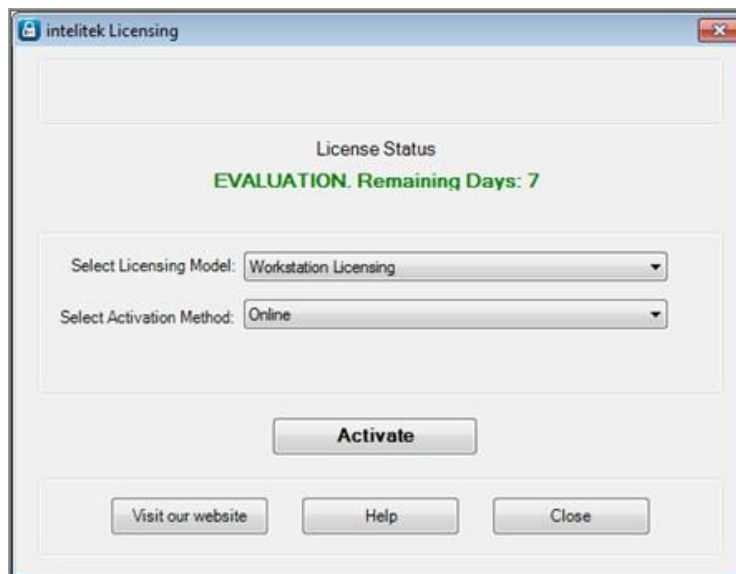 intelitek Licensing
License Status
EVALUATION. Remaining Days: 7
Select Licensing Model: Workstation Licensing
Select Activation Method: Online
Activate
Visit our website Help Close